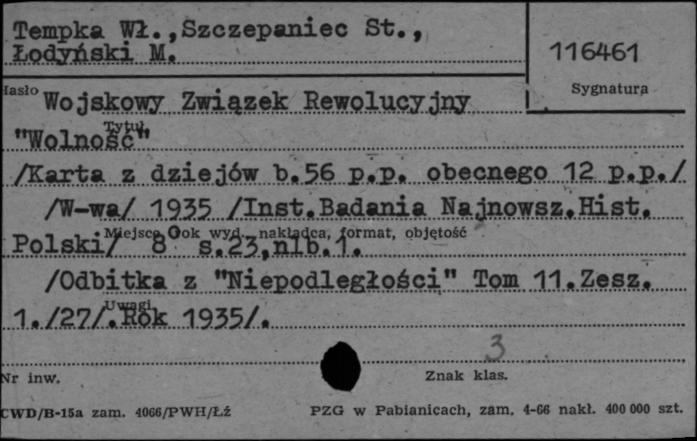 Tempka Wł.,Szczepaniec St.,
Łodyński M.
116461
Sygnatura
Hasło
Wojskowy Związek Rewolucyjny
Tytuł
"Wolność"
/Karta z dziejów b.56 p.p. obecnego 12 p.p./
/W-wa/ 1935 /Inst.Badania Najnowsz.Hist.
Miejsce, rok wyd., nakładca, format, objętość
Polski/ 8° s.23,nlb.1.
/Odbitka z "Niepodległości" Tom 11.Zesz.
Uwagi
1./27/.Rok 1935/.
3
Nr inw.
Znak klas.
CWD/B-15a zam. 4066/PWH/Łź
PZG w Pabianicach, zam. 4-66 nakł. 400 000 szt.